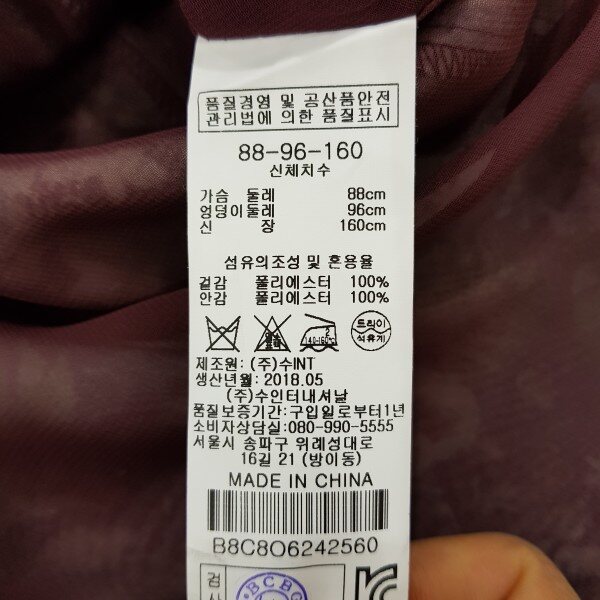 품질경영 및 공산품안전
관리법에 의한 품질표시
88-96-160
신체치수
가슴 둘레 88cm
엉덩이둘레 96cm
신 장 160cm
섬유의조성 및 혼용율
겉감 폴리에스터 100%
안감 폴리에스터 100%
2
140-160℃
드라이
석유계
제조원: (주)수INT
생산년월: 2018.05
(주)수인터내셔날
품질보증기간:구입일로부터1년
소비자상담실:080-990-5555
서울시 송파구 위례성대로
16길 21 (방이동)
MADE IN CHINA
B8C8O6242560
검
BCBG